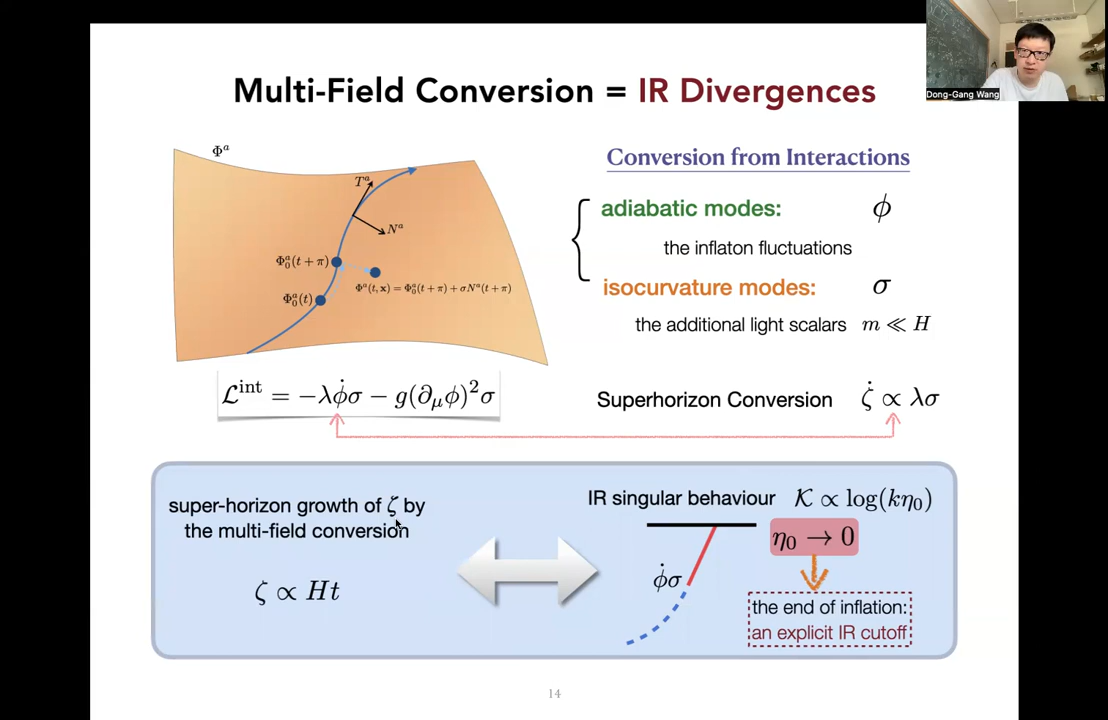 Multi-Field Conversion = IR Divergences
Dong-Gang Wang
Φᵃ
Tᵃ
Nᵃ
Φ₀ᵃ(t + π)
Φᵃ(t, x) = Φ₀ᵃ(t + π) + σNᵃ(t + π)
Φ₀ᵃ(t)
Conversion from Interactions
adiabatic modes: ϕ
the inflaton fluctuations
isocurvature modes: σ
the additional light scalars m ≪ H
ℒⁱⁿᵗ = −λϕ̇σ − g(∂_μϕ)²σ
Superhorizon Conversion ζ̇ ∝ λσ
super-horizon growth of ζ by
the multi-field conversion
ζ ∝ Ht
IR singular behaviour 𝒦 ∝ log(kη₀)
η₀ → 0
ϕ̇σ
the end of inflation:
an explicit IR cutoff
14